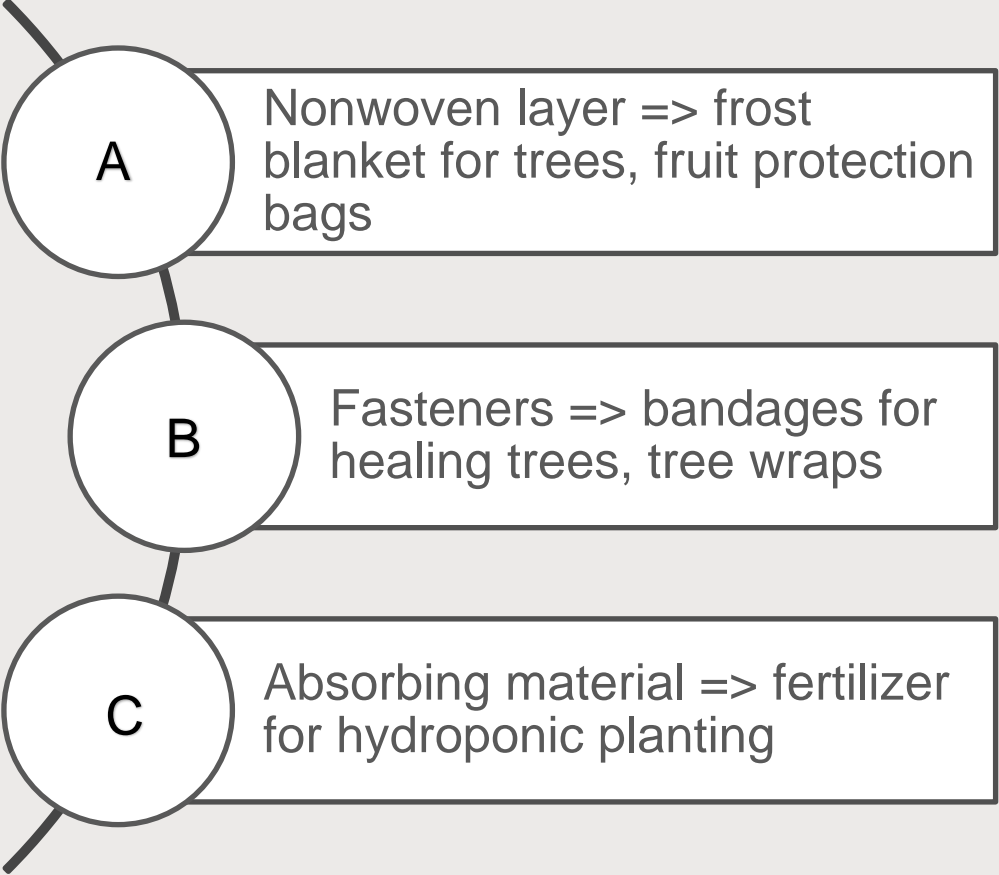 A
Nonwoven layer => frost
blanket for trees, fruit protection
bags
B
Fasteners => bandages for
healing trees, tree wraps
C
Absorbing material => fertilizer
for hydroponic planting